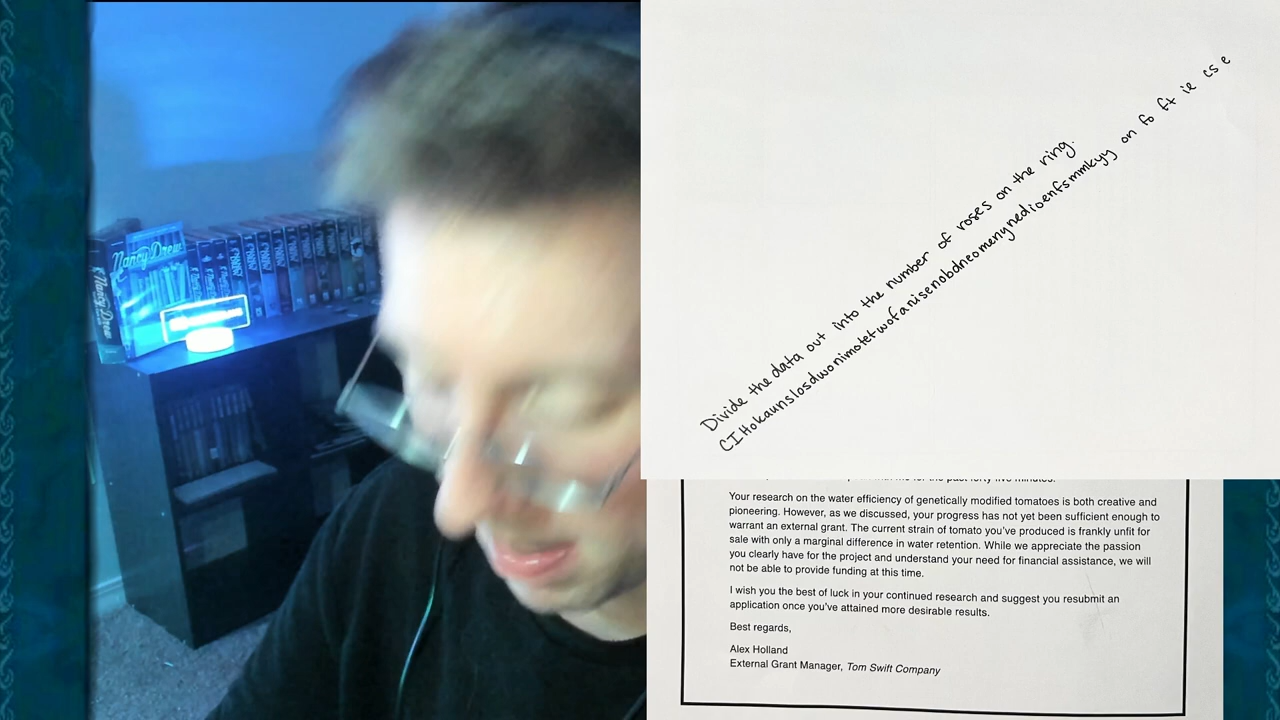 Nancy Drew
Nancy Drew
Divide the data out into the number of roses on the ring.
CIHokaunslosdwonimotetwofanisenobdneomenynedioenfsmmkyy on fo ft ie cs e
Your research on the water efficiency of genetically modified tomatoes is both creative and
pioneering. However, as we discussed, your progress has not yet been sufficient enough to
warrant an external grant. The current strain of tomato you've produced is frankly unfit for
sale with only a marginal difference in water retention. While we appreciate the passion
you clearly have for the project and understand your need for financial assistance, we will
not be able to provide funding at this time.
I wish you the best of luck in your continued research and suggest you resubmit an
application once you've attained more desirable results.
Best regards,
Alex Holland
External Grant Manager, Tom Swift Company